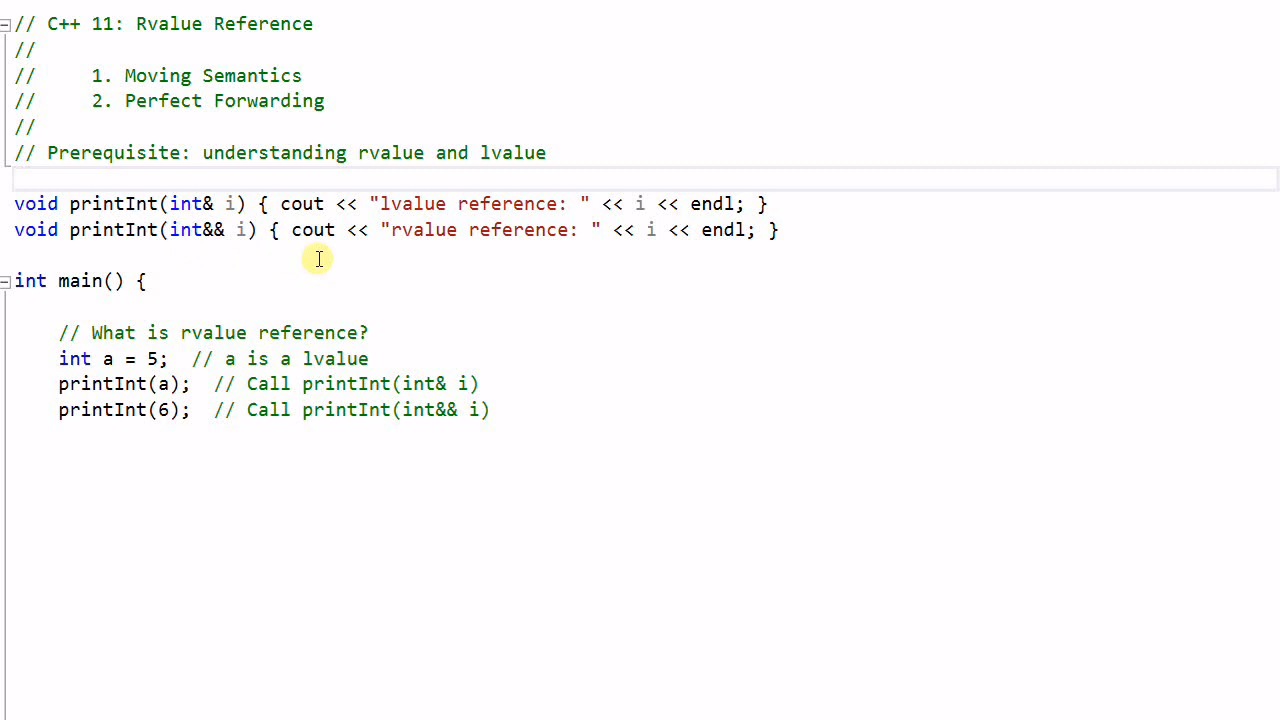 // C++ 11: Rvalue Reference
//
//     1. Moving Semantics
//     2. Perfect Forwarding
//
// Prerequisite: understanding rvalue and lvalue
void printInt(int& i) { cout << "lvalue reference: " << i << endl; }
void printInt(int&& i) { cout << "rvalue reference: " << i << endl; }
int main() {
    // What is rvalue reference?
    int a = 5;  // a is a lvalue
    printInt(a);  // Call printInt(int& i)
    printInt(6);  // Call printInt(int&& i)